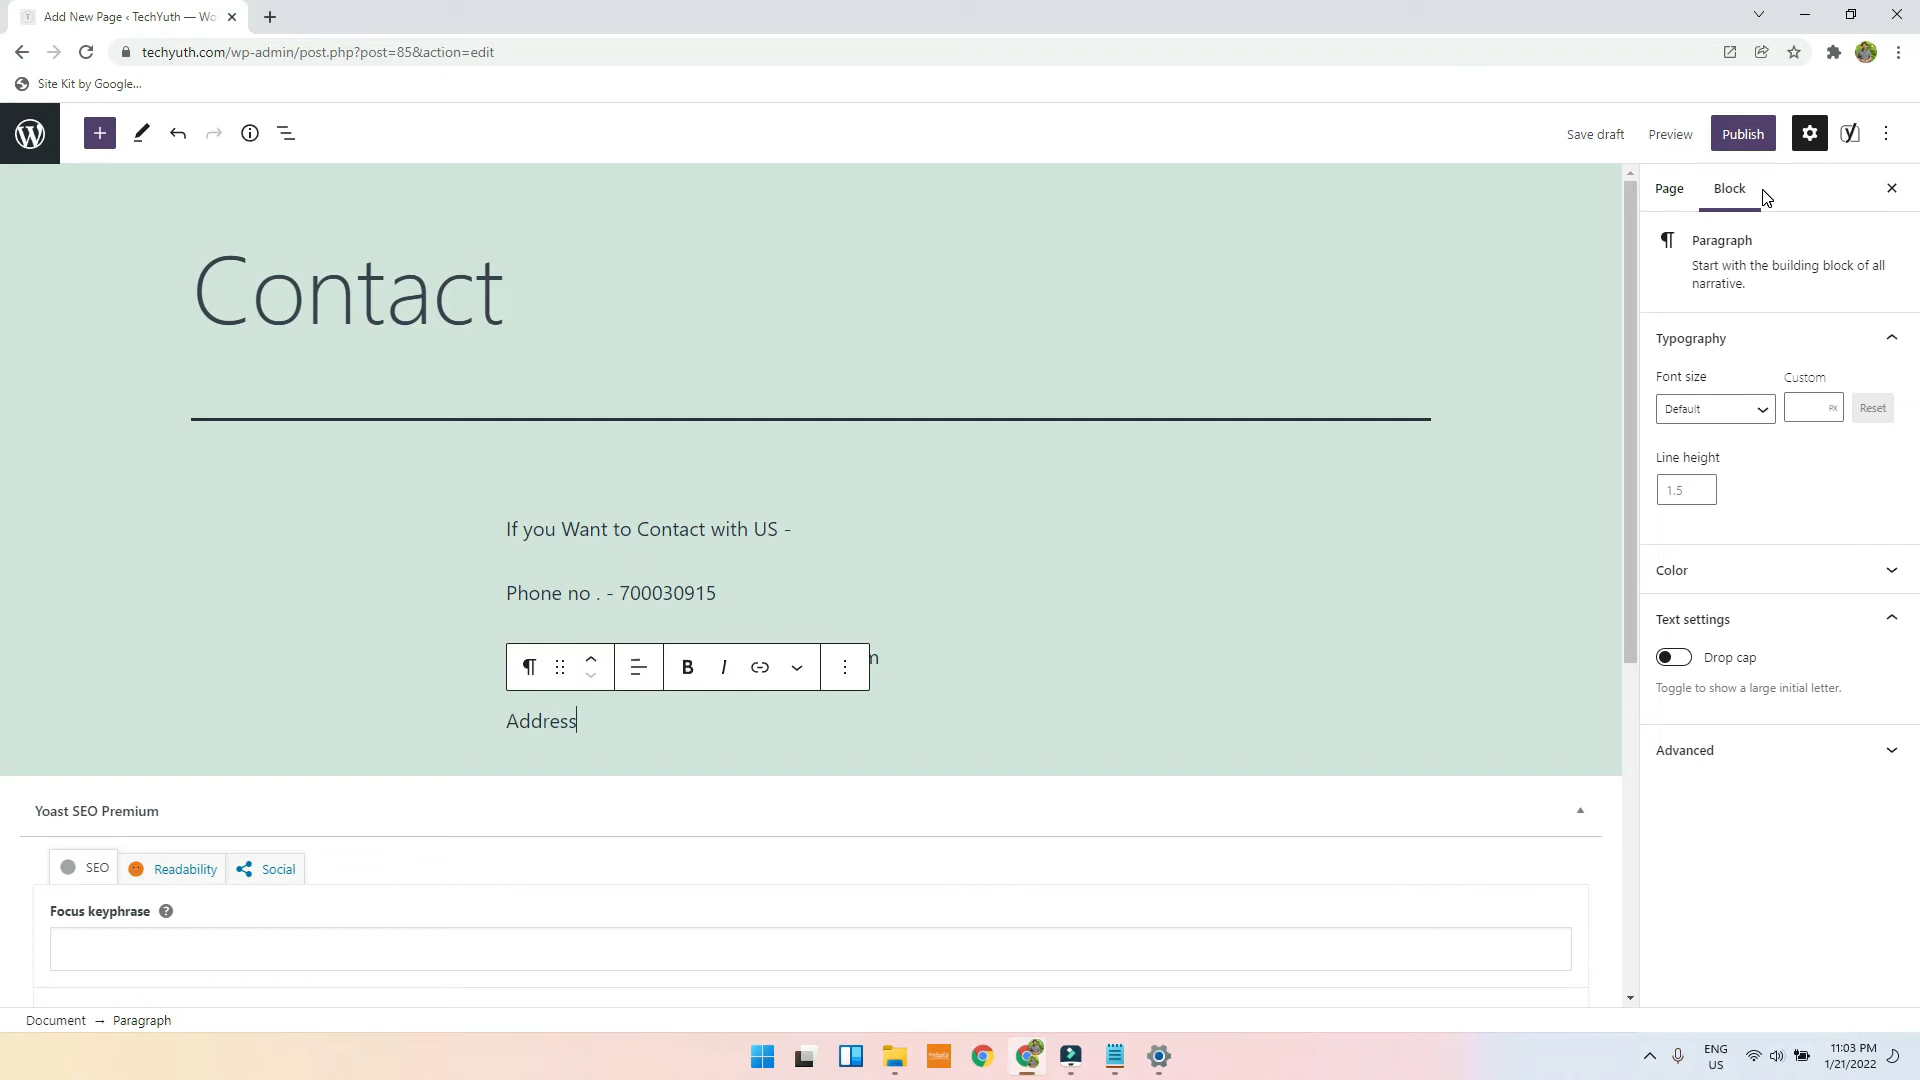 Add New Page ‹ TechYuth — Wo
techyuth.com/wp-admin/post.php?post=85&action=edit
Site Kit by Google...
Save draft
Preview
Publish
Page
Block
Contact
Paragraph
Start with the building block of all
narrative.
Typography
Font size
Custom
Default
PX
Reset
Line height
1.5
If you Want to Contact with US -
Phone no . - 700030915
Color
Text settings
Drop cap
Toggle to show a large initial letter.
B I
Address
Advanced
Yoast SEO Premium
SEO
Readability
Social
Focus keyphrase
Document → Paragraph
ENG
US
11:03 PM
1/21/2022